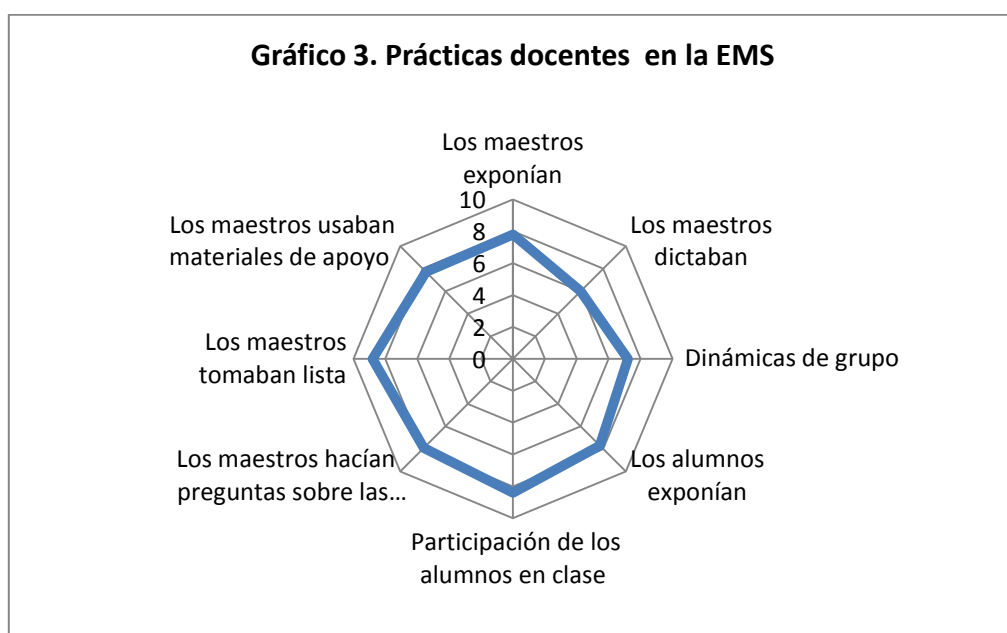 Gráfico 3. Prácticas docentes en la EMS
Los maestros
exponían
Los maestros
dictaban
Dinámicas de grupo
Los alumnos
exponían
Participación de los
alumnos en clase
Los maestros hacían
preguntas sobre las...
Los maestros
tomaban lista
Los maestros usaban
materiales de apoyo
10
8
6
4
2
0